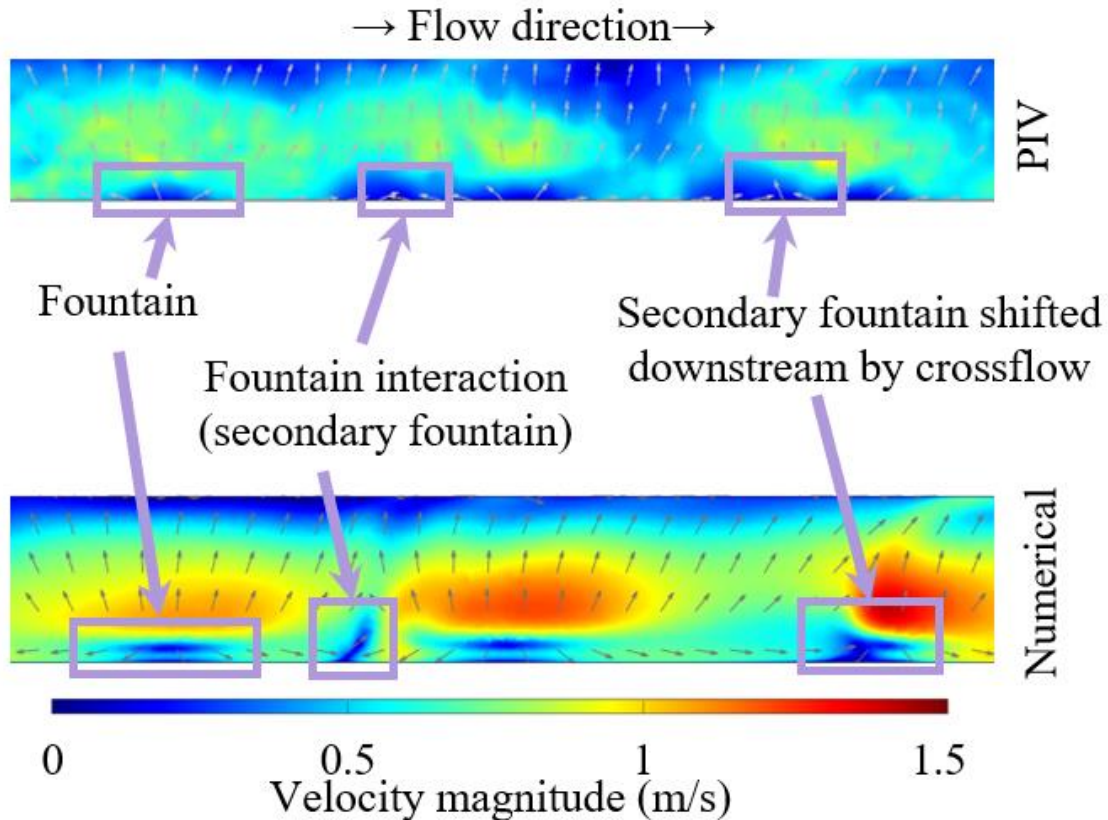 → Flow direction→
PIV
Fountain
Fountain interaction
(secondary fountain)
Secondary fountain shifted
downstream by crossflow
Numerical
0 0.5 1 1.5
Velocity magnitude (m/s)